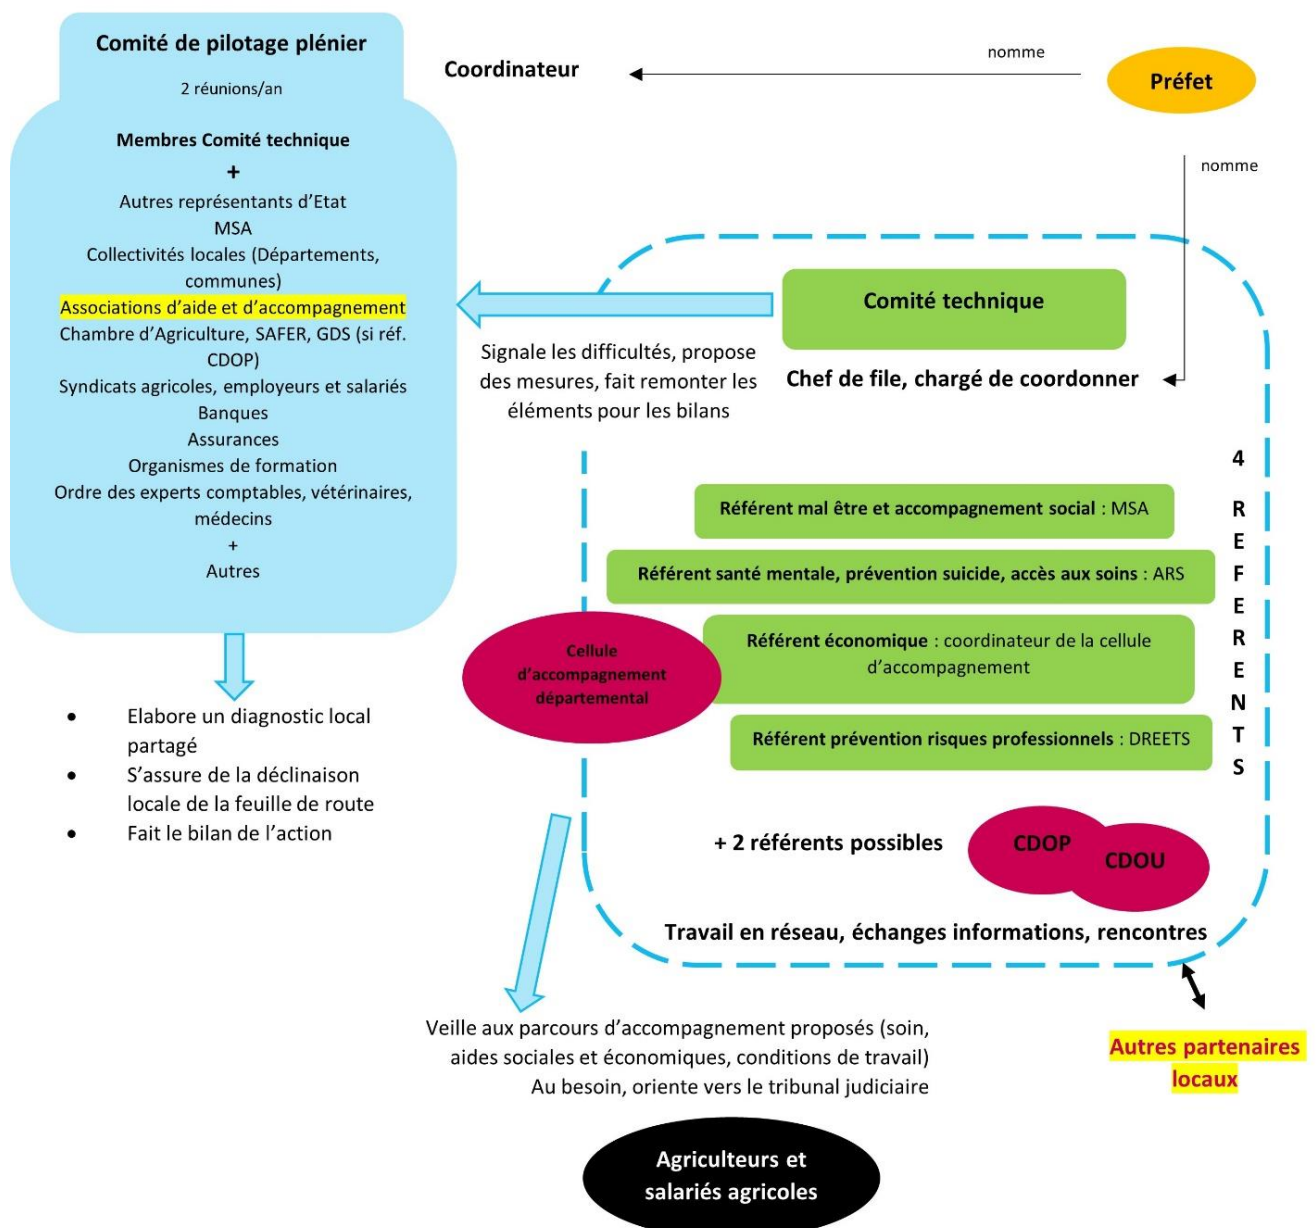 Comité de pilotage plénier
2 réunions/an
Membres Comité technique
+
Autres représentants d'Etat
MSA
Collectivités locales (Départements,
communes)
Associations d'aide et d'accompagnement
Chambre d'Agriculture, SAFER, GDS (si réf.
CDOP)
Syndicats agricoles, employeurs et salariés
Banques
Assurances
Organismes de formation
Ordre des experts comptables, vétérinaires,
médecins
+
Autres
• Elabore un diagnostic local
partagé
• S'assure de la déclinaison
locale de la feuille de route
• Fait le bilan de l'action
Coordinateur
nomme
Préfet
nomme
Comité technique
Signale les difficultés, propose
des mesures, fait remonter les
éléments pour les bilans
Chef de file, chargé de coordonner
4 REFERENTS
Référent mal être et accompagnement social : MSA
Référent santé mentale, prévention suicide, accès aux soins : ARS
Cellule
d'accompagnement
départemental
Référent économique : coordinateur de la cellule
d'accompagnement
Référent prévention risques professionnels : DREETS
+ 2 référents possibles
CDOP
CDOU
Travail en réseau, échanges informations, rencontres
Veille aux parcours d'accompagnement proposés (soin,
aides sociales et économiques, conditions de travail)
Au besoin, oriente vers le tribunal judiciaire
Autres partenaires
locaux
Agriculteurs et
salariés agricoles